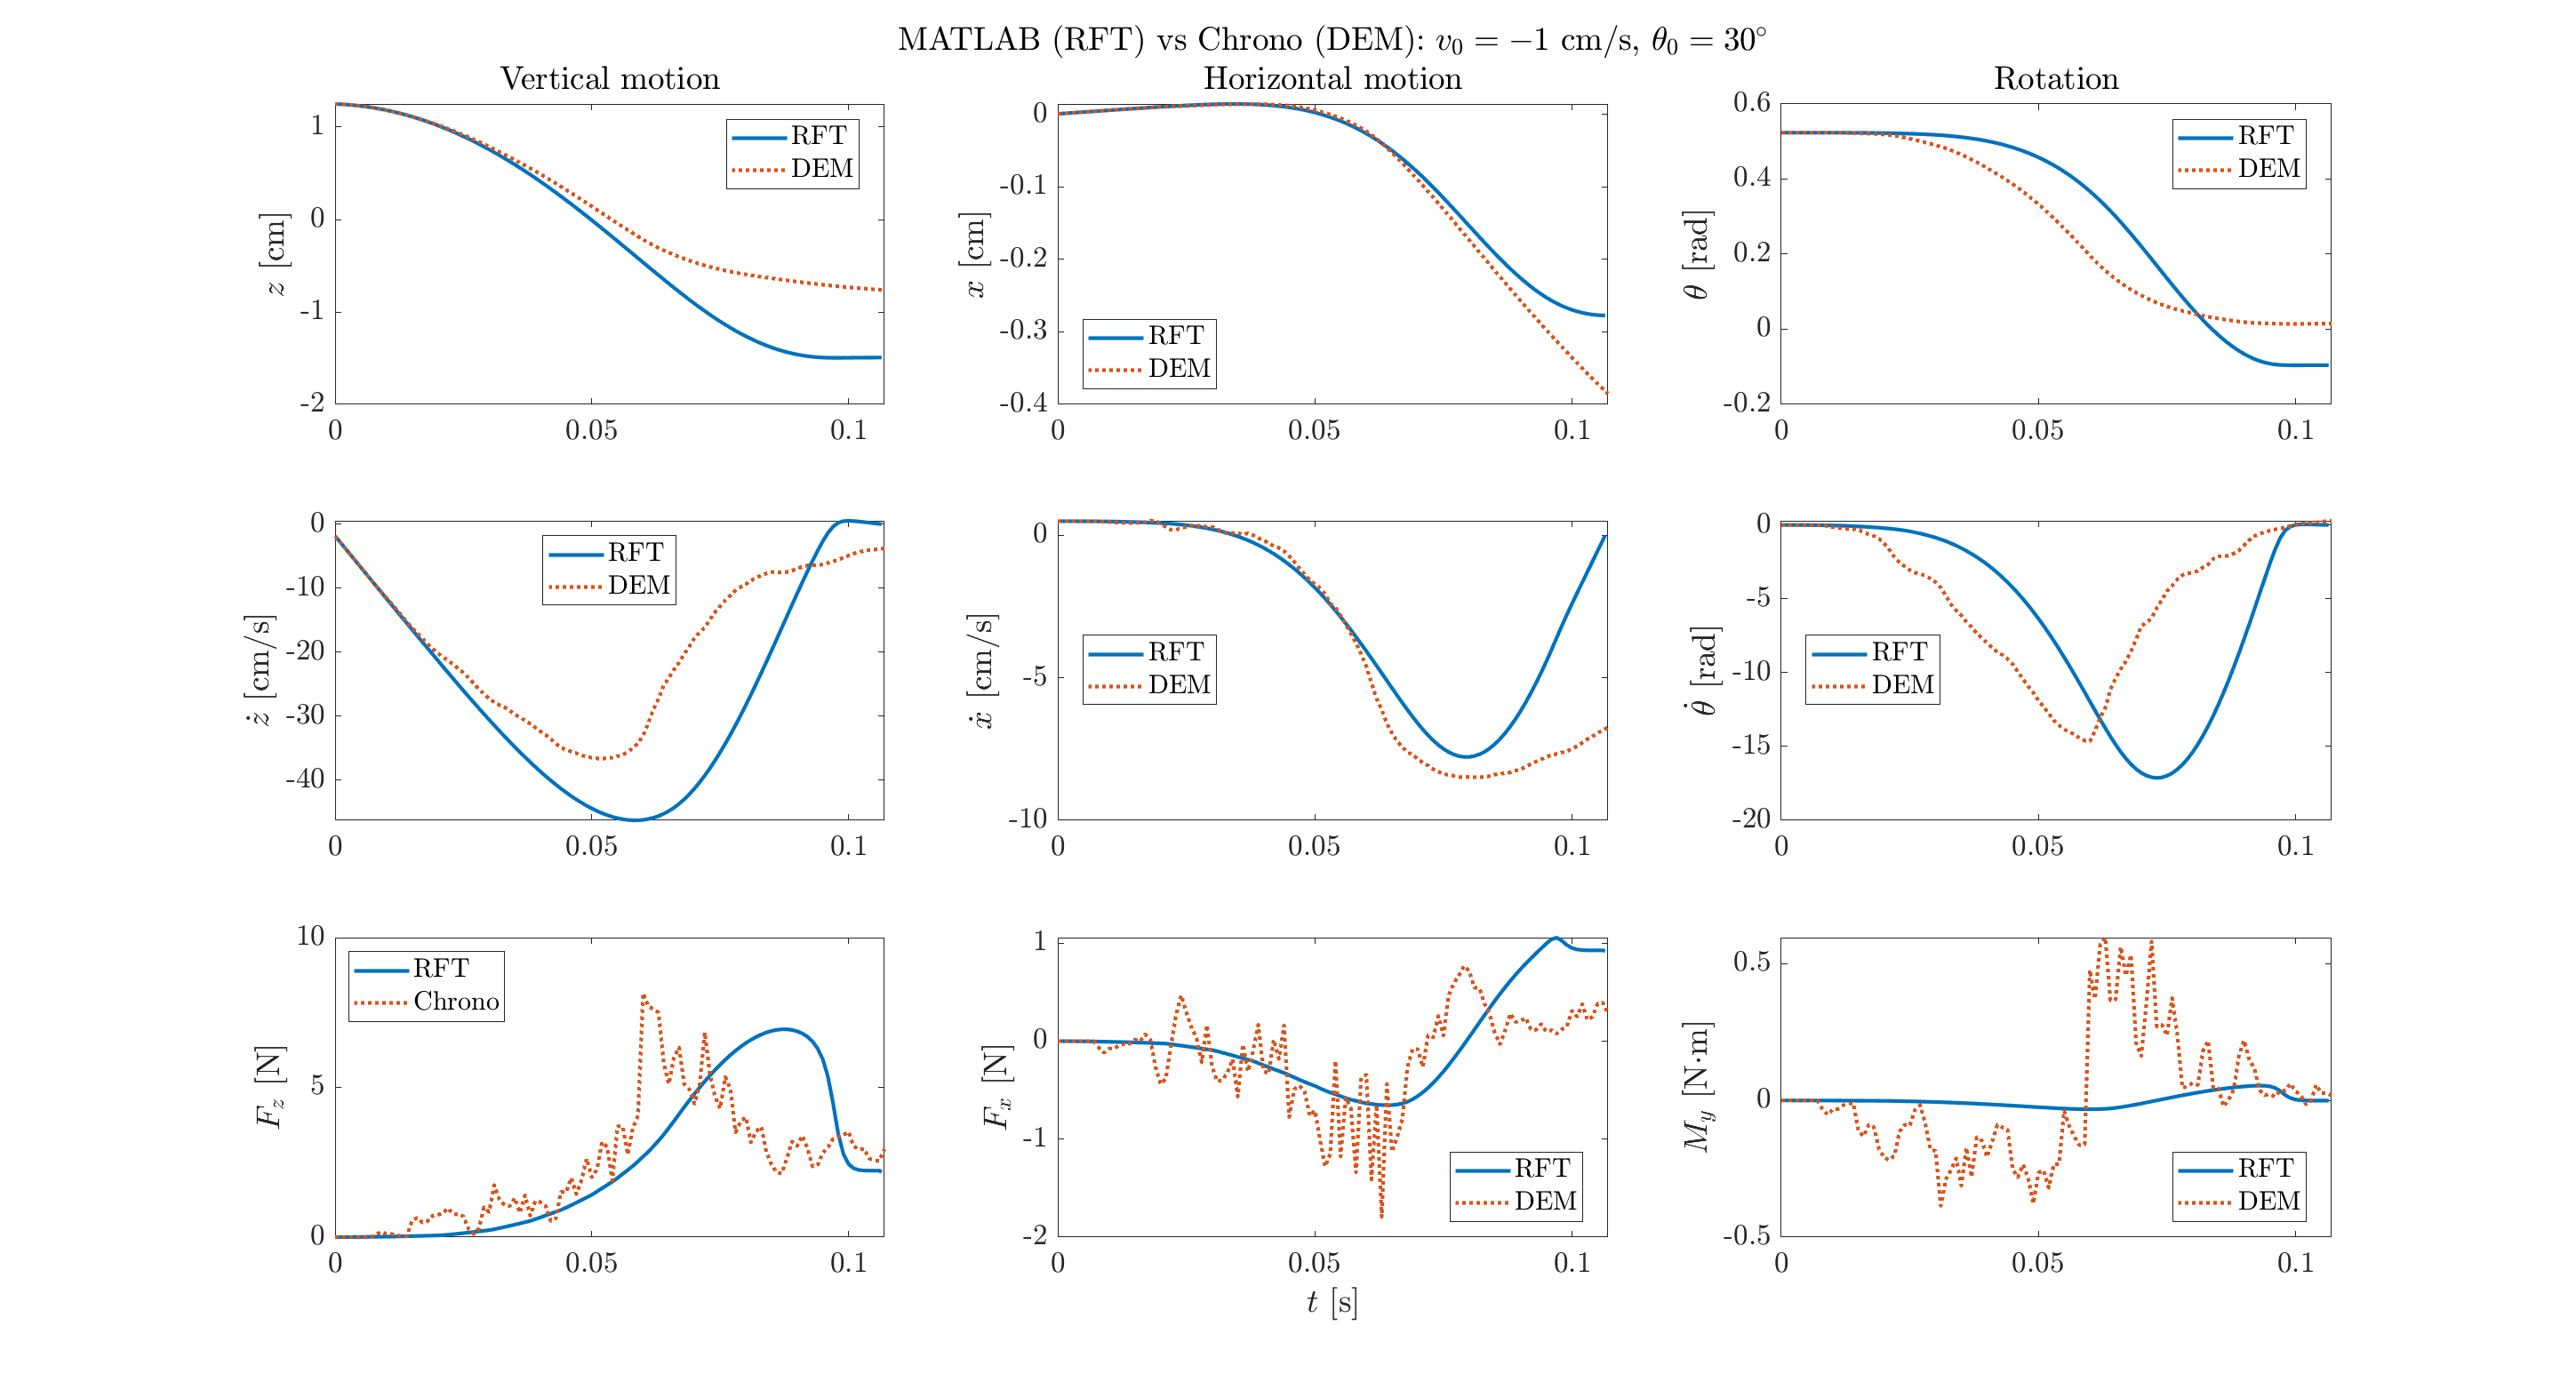 MATLAB (RFT) vs Chrono (DEM): v₀ = −1 cm/s, θ₀ = 30°
Vertical motion
1
0
-1
-2
z [cm]
0 0.05 0.1
RFT
DEM
Horizontal motion
0
-0.1
-0.2
-0.3
-0.4
x [cm]
0 0.05 0.1
RFT
DEM
Rotation
0.6
0.4
0.2
0
-0.2
θ [rad]
0 0.05 0.1
RFT
DEM
0
-10
-20
-30
-40
ż [cm/s]
0 0.05 0.1
RFT
DEM
0
-5
-10
ẋ [cm/s]
0 0.05 0.1
RFT
DEM
0
-5
-10
-15
-20
θ̇ [rad]
0 0.05 0.1
RFT
DEM
10
5
0
F_z [N]
0 0.05 0.1
RFT
Chrono
1
0
-1
-2
F_x [N]
0 0.05 0.1
RFT
DEM
t [s]
0.5
0
-0.5
M_y [N·m]
0 0.05 0.1
RFT
DEM